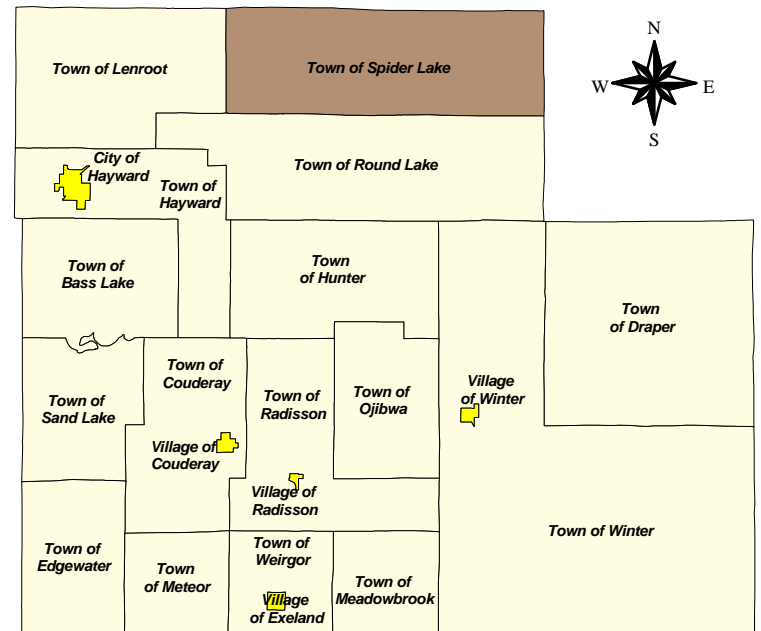 N
W
E
S
Town of Lenroot
Town of Spider Lake
City of
Hayward
Town of Round Lake
Town of
Hayward
Town of
Bass Lake
Town
of Hunter
Town
of Draper
Town of
Sand Lake
Town of
Couderay
Town of
Radisson
Town of
Ojibwa
Village
of Winter
Village of
Couderay
Village of
Radisson
Town of Winter
Town of
Edgewater
Town
of Meteor
Town of
Weirgor
Village
of Exeland
Town of
Meadowbrook